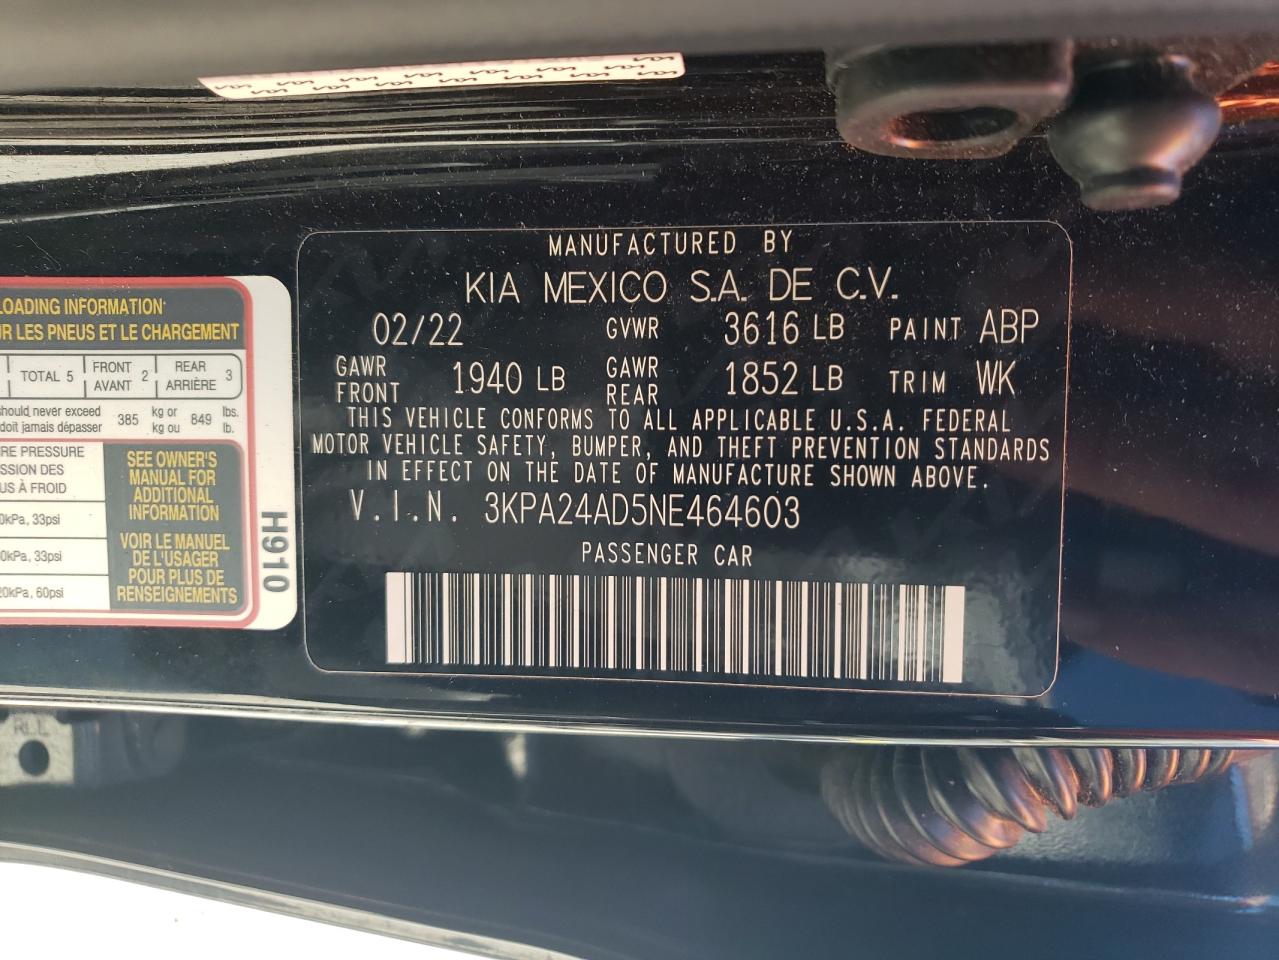 LOADING INFORMATION
R LES PNEUS ET LE CHARGEMENT
TOTAL 5 FRONT AVANT 2 REAR ARRIÈRE 3
should never exceed 385 kg or 849 lbs.
doit jamais dépasser kg ou lb.
RE PRESSURE
SSION DES
US À FROID
0kPa, 33psi
0kPa, 33psi
20kPa, 60psi
SEE OWNER'S
MANUAL FOR
ADDITIONAL
INFORMATION
VOIR LE MANUEL
DE L'USAGER
POUR PLUS DE
RENSEIGNEMENTS
H910
MANUFACTURED BY
KIA MEXICO S.A. DE C.V.
02/22 GVWR 3616 LB PAINT ABP
GAWR FRONT 1940 LB GAWR REAR 1852 LB TRIM WK
THIS VEHICLE CONFORMS TO ALL APPLICABLE U.S.A. FEDERAL
MOTOR VEHICLE SAFETY, BUMPER, AND THEFT PREVENTION STANDARDS
IN EFFECT ON THE DATE OF MANUFACTURE SHOWN ABOVE.
V.I.N. 3KPA24AD5NE464603
PASSENGER CAR